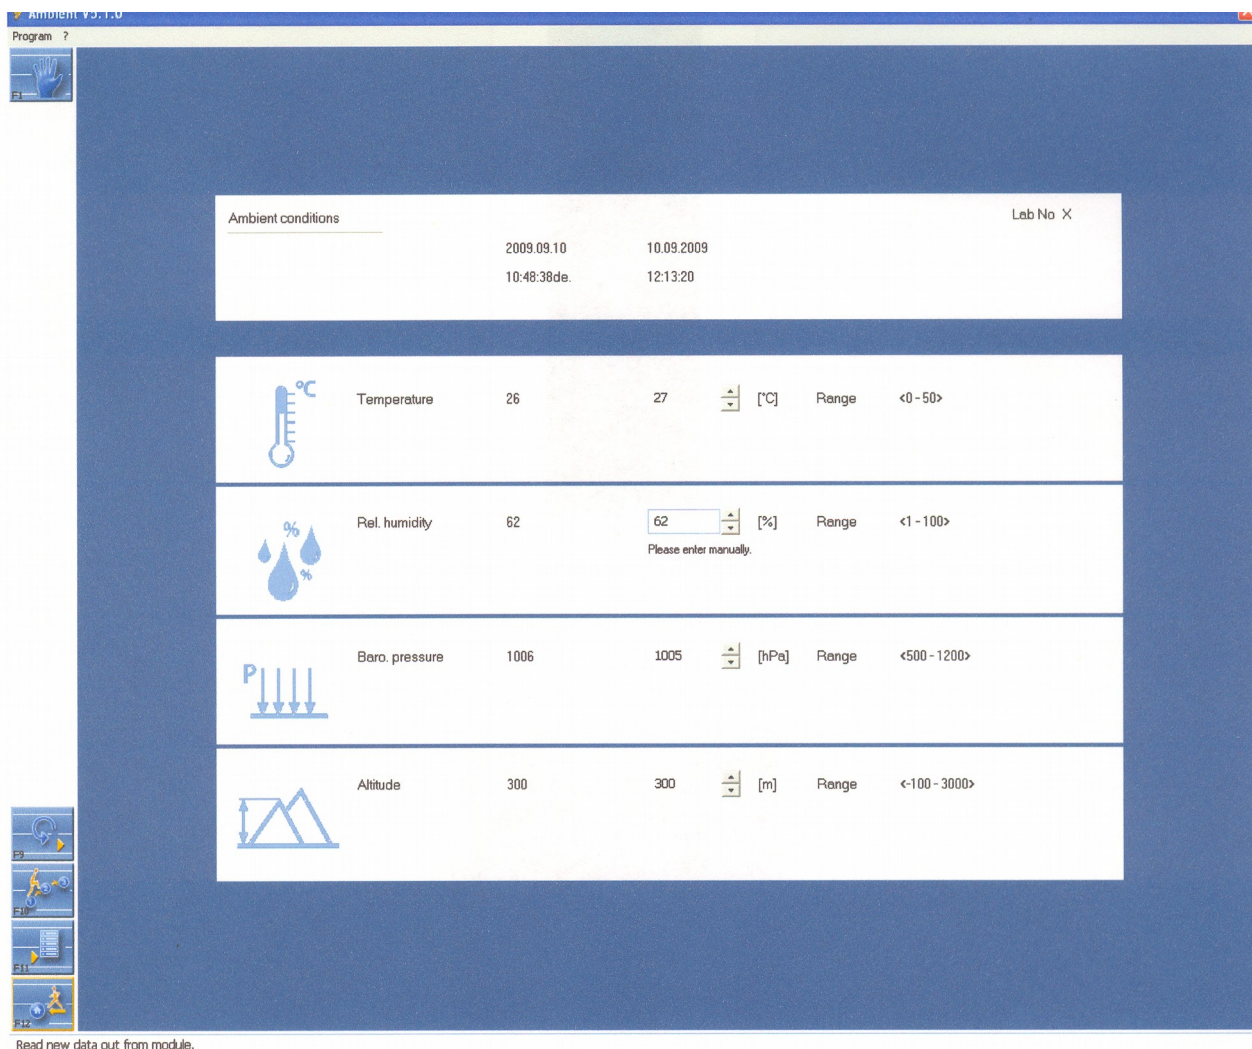 Ambient V5.1.0
Program ?
F1
Ambient conditions
Lab No X
2009.09.10 10.09.2009
10:48:38de. 12:13:20
°C
Temperature 26 27 [°C] Range <0 - 50>
% %
Rel. humidity 62 62 [%] Range <1 - 100>
Please enter manually.
P
Baro. pressure 1006 1005 [hPa] Range <500 - 1200>
Altitude 300 300 [m] Range <-100 - 3000>
F9
F10
F11
F12
Read new data out from module.